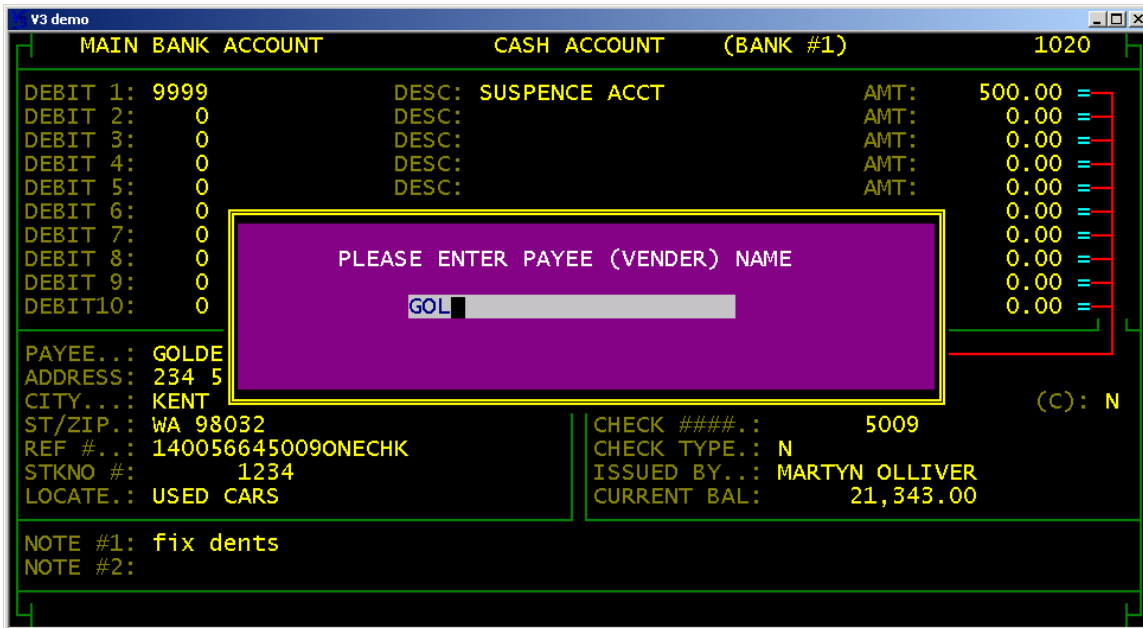 V3 demo
MAIN BANK ACCOUNT CASH ACCOUNT (BANK #1) 1020
DEBIT 1: 9999 DESC: SUSPENCE ACCT AMT: 500.00 =
DEBIT 2: 0 DESC: AMT: 0.00 =
DEBIT 3: 0 DESC: AMT: 0.00 =
DEBIT 4: 0 DESC: AMT: 0.00 =
DEBIT 5: 0 DESC: AMT: 0.00 =
DEBIT 6: 0 0.00 =
DEBIT 7: 0 0.00 =
DEBIT 8: 0 0.00 =
DEBIT 9: 0 0.00 =
DEBIT10: 0 0.00 =
PLEASE ENTER PAYEE (VENDER) NAME
GOL
PAYEE..: GOLDE
ADDRESS: 234 5
CITY...: KENT (C): N
ST/ZIP.: WA 98032 CHECK ####.: 5009
REF #..: 140056645009ONECHK CHECK TYPE.: N
STKNO #: 1234 ISSUED BY..: MARTYN OLLIVER
LOCATE.: USED CARS CURRENT BAL: 21,343.00
NOTE #1: fix dents
NOTE #2: